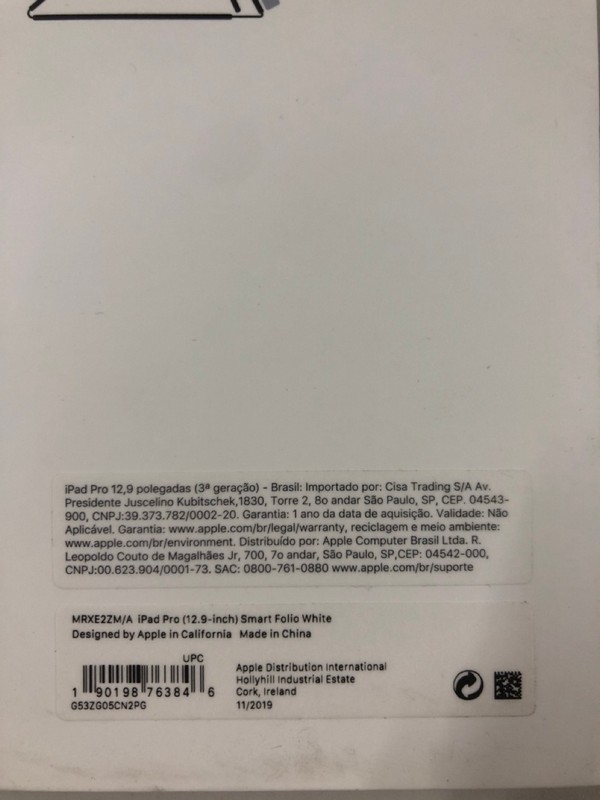 iPad Pro 12,9 polegadas (3ª geração) - Brasil: Importado por: Cisa Trading S/A Av.
Presidente Juscelino Kubitschek,1830, Torre 2, 8o andar São Paulo, SP, CEP. 04543-
900, CNPJ:39.373.782/0002-20. Garantia: 1 ano da data de aquisição. Validade: Não
Aplicável. Garantia: www.apple.com/br/legal/warranty, reciclagem e meio ambiente:
www.apple.com/br/environment. Distribuído por: Apple Computer Brasil Ltda. R.
Leopoldo Couto de Magalhães Jr, 700, 7o andar, São Paulo, SP,CEP: 04542-000,
CNPJ:00.623.904/0001-73. SAC: 0800-761-0880 www.apple.com/br/suporte
MRXE2ZM/A iPad Pro (12.9-inch) Smart Folio White
Designed by Apple in California Made in China
UPC
1 90198 76384 6
G53ZG05CN2PG
Apple Distribution International
Hollyhill Industrial Estate
Cork, Ireland
11/2019